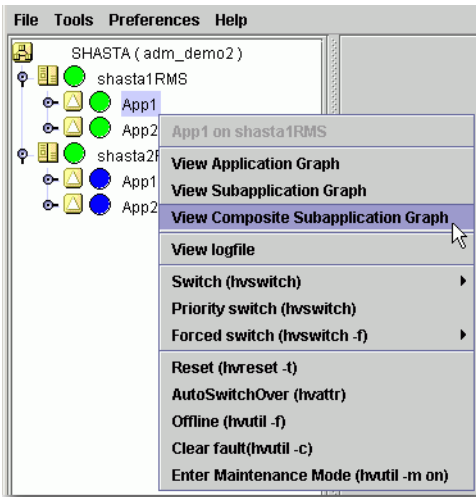 File Tools Preferences Help
SHASTA ( adm_demo2 )
shasta1RMS
App1
App2
shasta2
App1
App2
App1 on shasta1RMS
View Application Graph
View Subapplication Graph
View Composite Subapplication Graph
View logfile
Switch (hvswitch)
Priority switch (hvswitch)
Forced switch (hvswitch -f)
Reset (hvreset -t)
AutoSwitchOver (hvattr)
Offline (hvutil -f)
Clear fault(hvutil -c)
Enter Maintenance Mode (hvutil -m on)